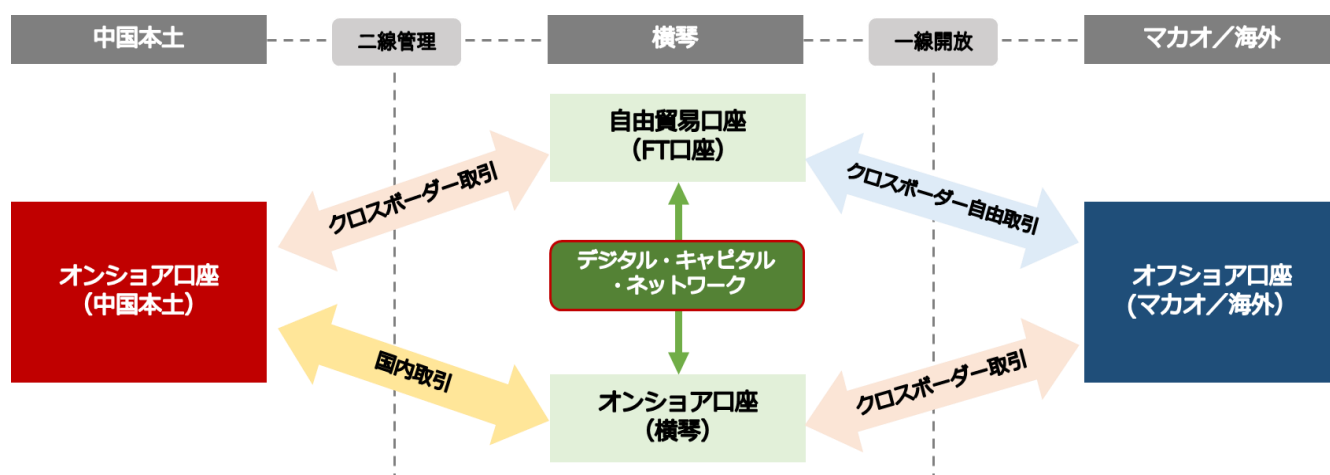 中国本土
二線管理
横琴
一線開放
マカオ／海外
自由貿易口座
（FT口座）
クロスボーダー取引
クロスボーダー自由取引
オンショア口座
（中国本土）
デジタル・キャピタル
・ネットワーク
オフショア口座
(マカオ／海外）
国内取引
オンショア口座
（横琴）
クロスボーダー取引